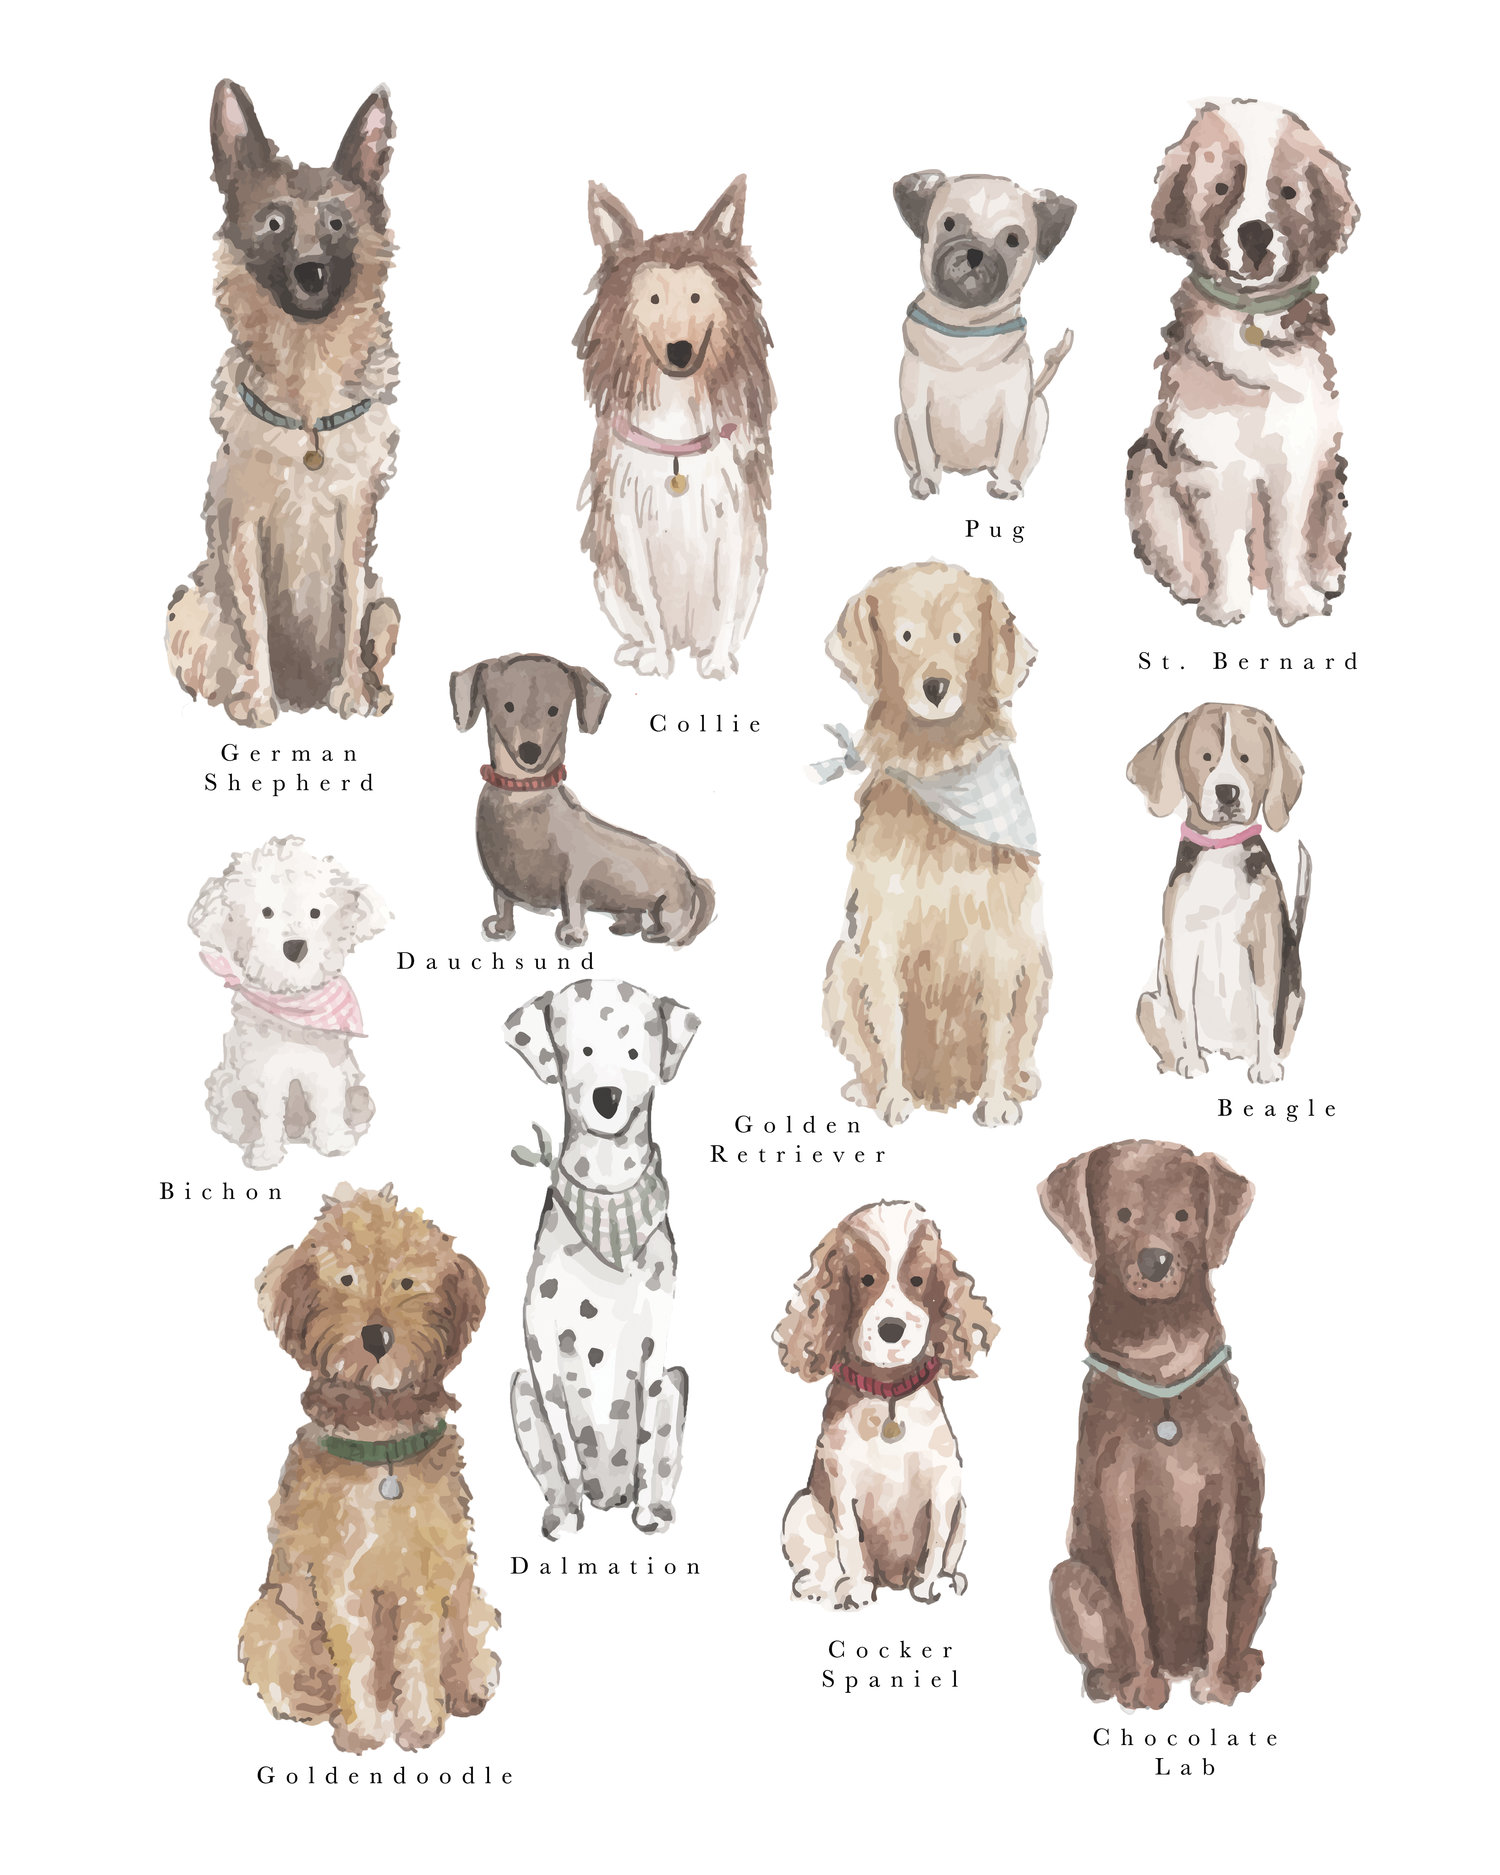 Pug
St. Bernard
Collie
German
Shepherd
Dauchsund
Beagle
Golden
Retriever
Bichon
Dalmation
Cocker
Spaniel
Chocolate
Lab
Goldendoodle